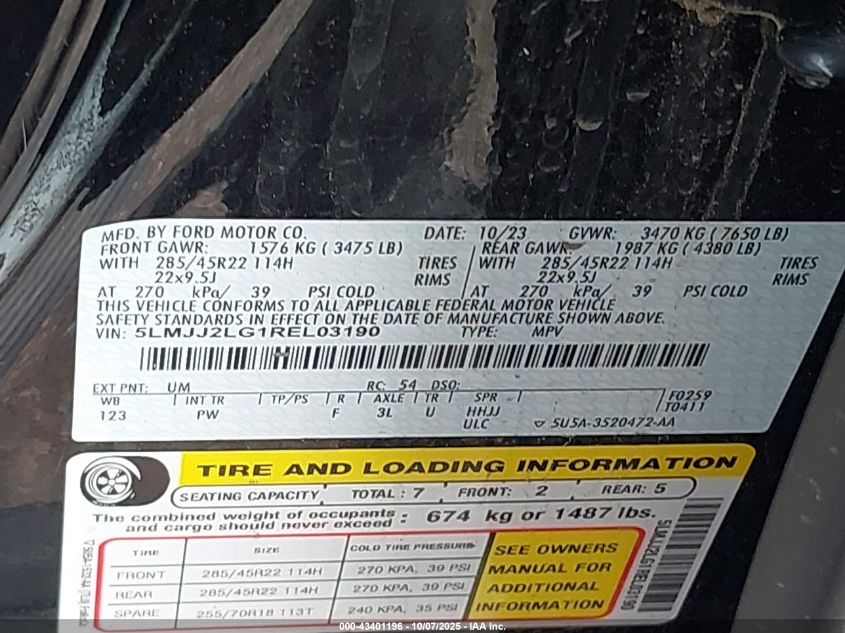 MFD. BY FORD MOTOR CO. DATE: 10/23 GVWR: 3470 KG ( 7650 LB)
FRONT GAWR: 1576 KG ( 3475 LB) REAR GAWR: 1987 KG ( 4380 LB)
WITH 285/45R22 114H TIRES WITH 285/45R22 114H TIRES
22x9.5J RIMS 22x9.5J RIMS
AT 270 kPa/ 39 PSI COLD AT 270 kPa/ 39 PSI COLD
THIS VEHICLE CONFORMS TO ALL APPLICABLE FEDERAL MOTOR VEHICLE
SAFETY STANDARDS IN EFFECT ON THE DATE OF MANUFACTURE SHOWN ABOVE.
VIN: 5LMJJ2LG1REL03190 TYPE: MPV
EXT PNT: UM RC: 54 DSO:
WB INT TR TP/PS R AXLE TR SPR F0259
123 PW F 3L U HHJJ T0411
ULC 5U5A-3520472-AA
TIRE AND LOADING INFORMATION
SEATING CAPACITY TOTAL : 7 FRONT: 2 REAR: 5
The combined weight of occupants and cargo should never exceed : 674 kg or 1487 lbs.
TIRE SIZE COLD TIRE PRESSURE
FRONT 285/45R22 114H 270 KPA, 39 PSI
REAR 285/45R22 114H 270 KPA, 39 PSI
SPARE 255/70R18 113T 240 KPA, 35 PSI
SEE OWNERS
MANUAL FOR
ADDITIONAL
INFORMATION
5LMJJ2LG1REL03190
000-43401196 - 10/07/2025 - IAA Inc.